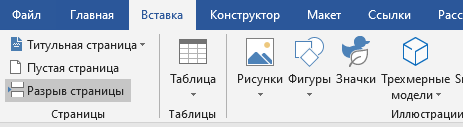 Файл Главная Вставка Конструктор Макет Ссылки
Титульная страница
Пустая страница
Разрыв страницы
Страницы
Таблица
Таблицы
Рисунки Фигуры Значки Трехмерные
модели
Иллюстрации